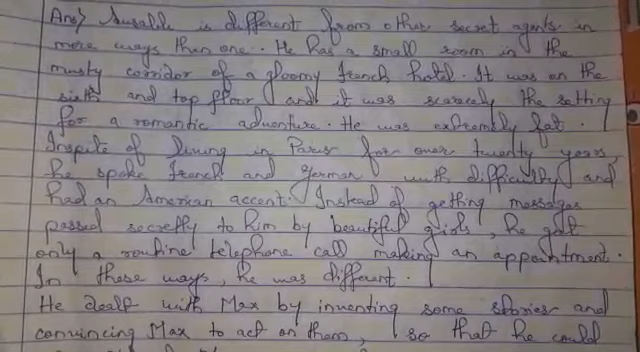 Ans) Ausable is different from other secret agents in
more ways than one. He has a small room in the
musty corridor of a gloomy French hotel. It was on the
sixth and top floor and it was scarcely the setting
for a romantic adventure. He was extremely fat.
Inspite of living in Paris for over twenty years,
he spoke French and German with difficulty and
had an American accent. Instead of getting messages
passed secretly to him by beautiful girls, he got
only a routine telephone call making an appointment.
In these ways, he was different.
He dealt with Max by inventing some stories and
convincing Max to act on them, so that he could